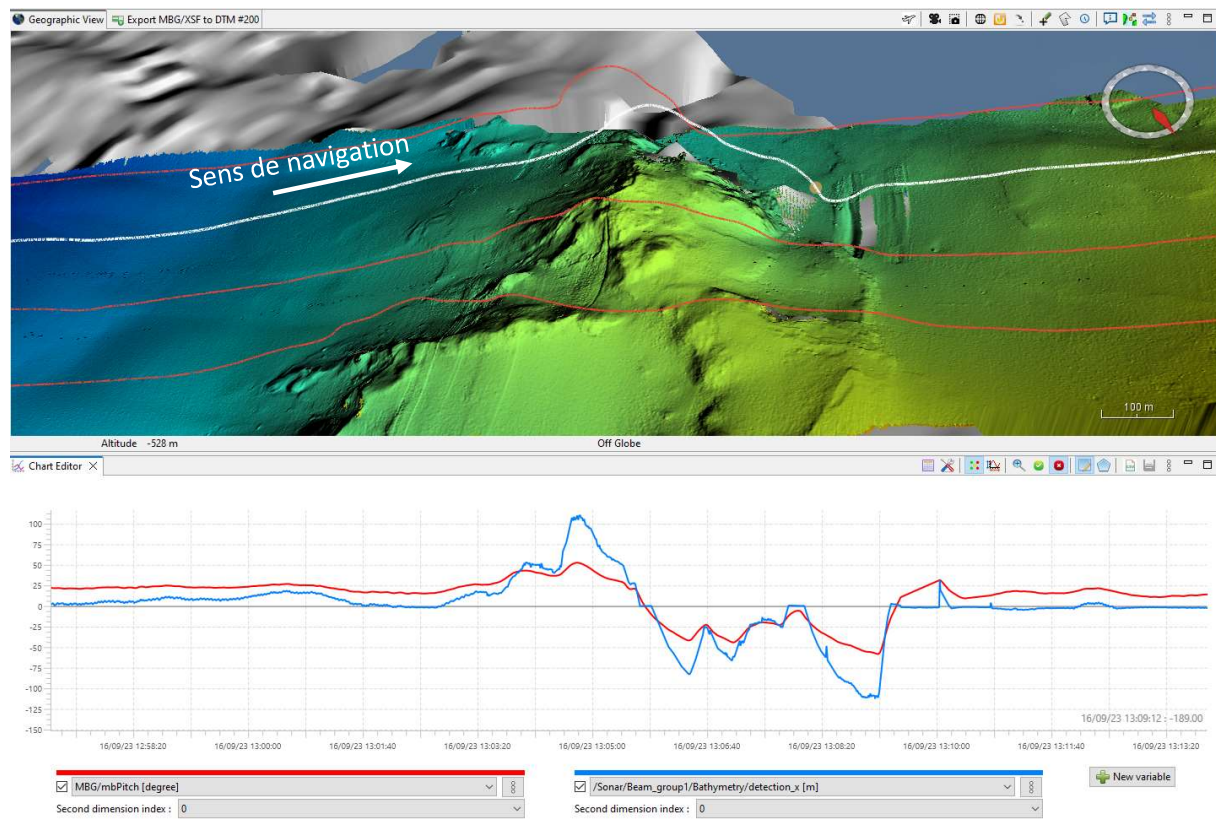 Geographic View
Export MBG/XSF to DTM #200
Sens de navigation
100 m
Altitude -528 m
Off Globe
Chart Editor
100
75
50
25
0
-25
-50
-75
-100
-125
-150
16/09/23 13:09:12 : -189.00
16/09/23 12:58:20
16/09/23 13:00:00
16/09/23 13:01:40
16/09/23 13:03:20
16/09/23 13:05:00
16/09/23 13:06:40
16/09/23 13:08:20
16/09/23 13:10:00
16/09/23 13:11:40
16/09/23 13:13:20
MBG/mbPitch [degree]
/Sonar/Beam_group1/Bathymetry/detection_x [m]
New variable
Second dimension index : 0
Second dimension index : 0